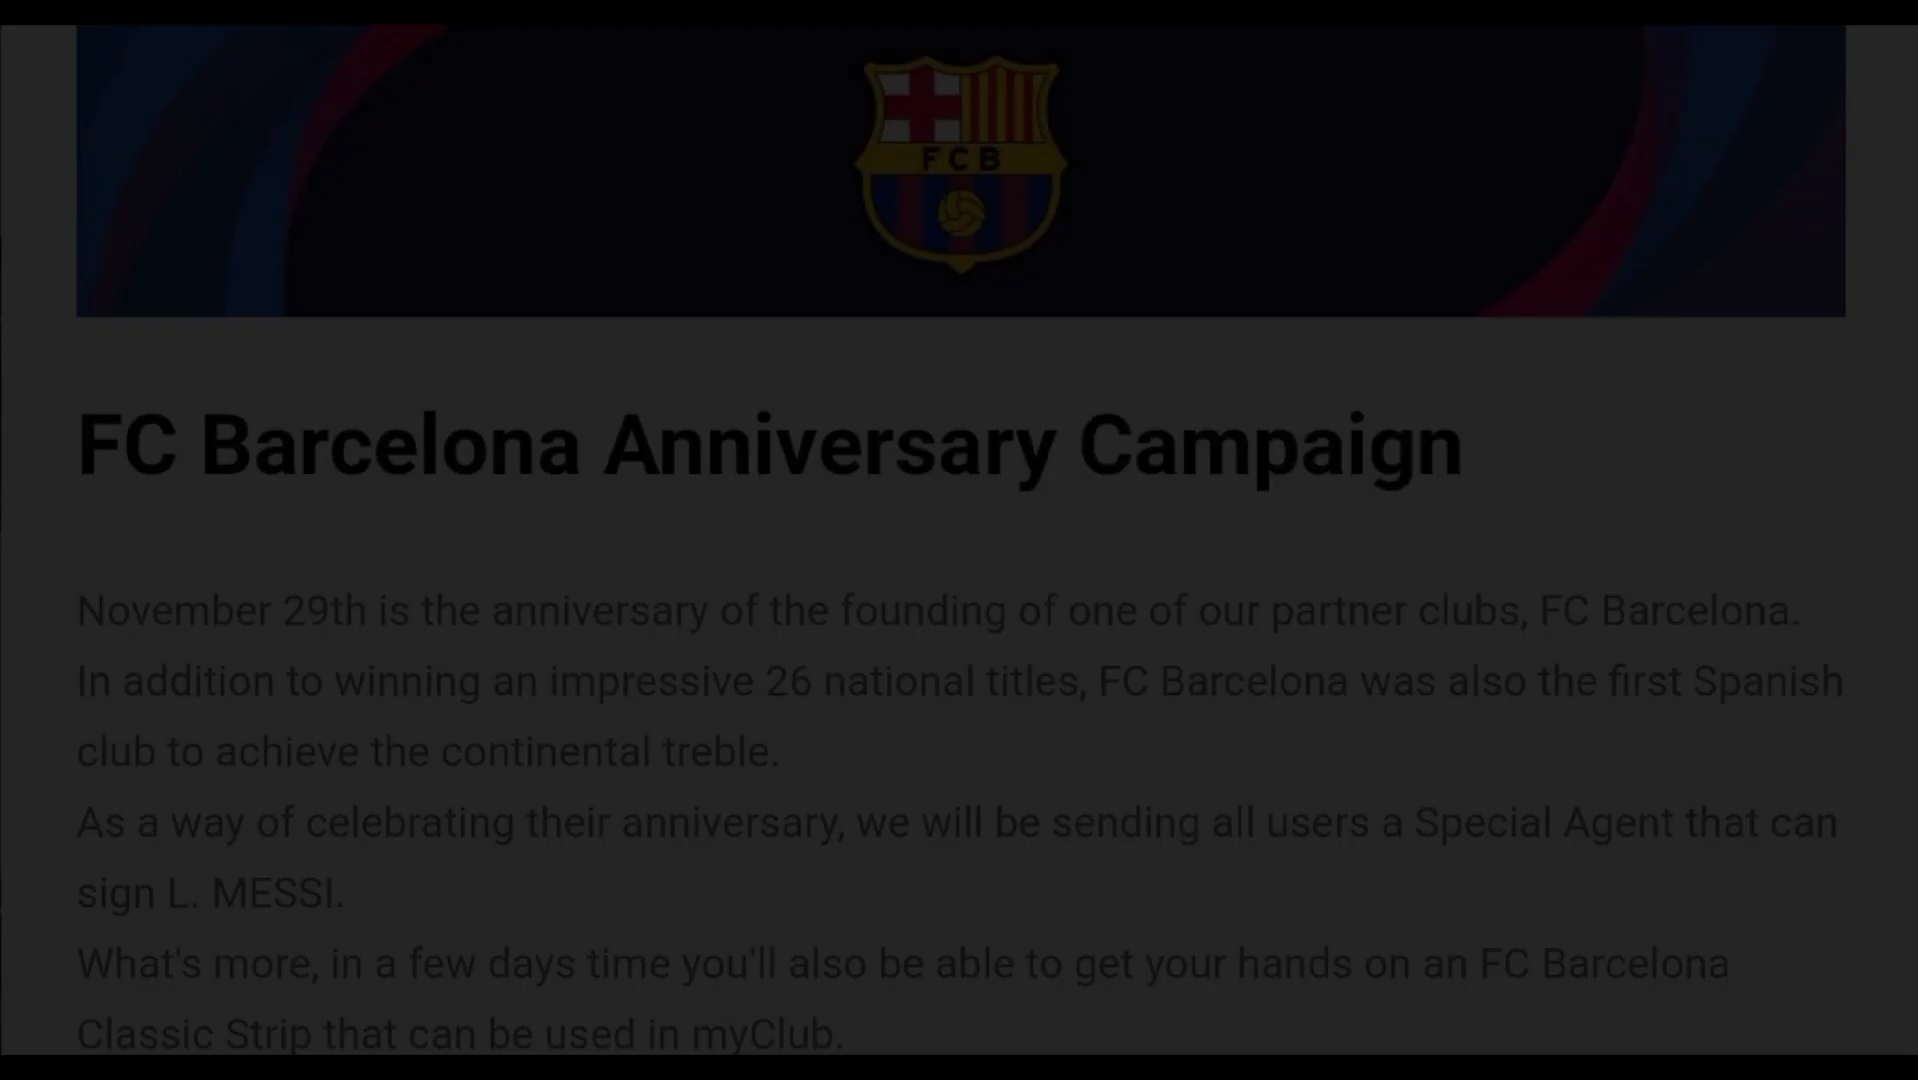 FCB
FC Barcelona Anniversary Campaign
November 29th is the anniversary of the founding of one of our partner clubs, FC Barcelona.
In addition to winning an impressive 26 national titles, FC Barcelona was also the first Spanish
club to achieve the continental treble.
As a way of celebrating their anniversary, we will be sending all users a Special Agent that can
sign L. MESSI.
What's more, in a few days time you'll also be able to get your hands on an FC Barcelona
Classic Strip that can be used in myClub.